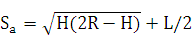 Sₐ = √H(2R − H) + L/2